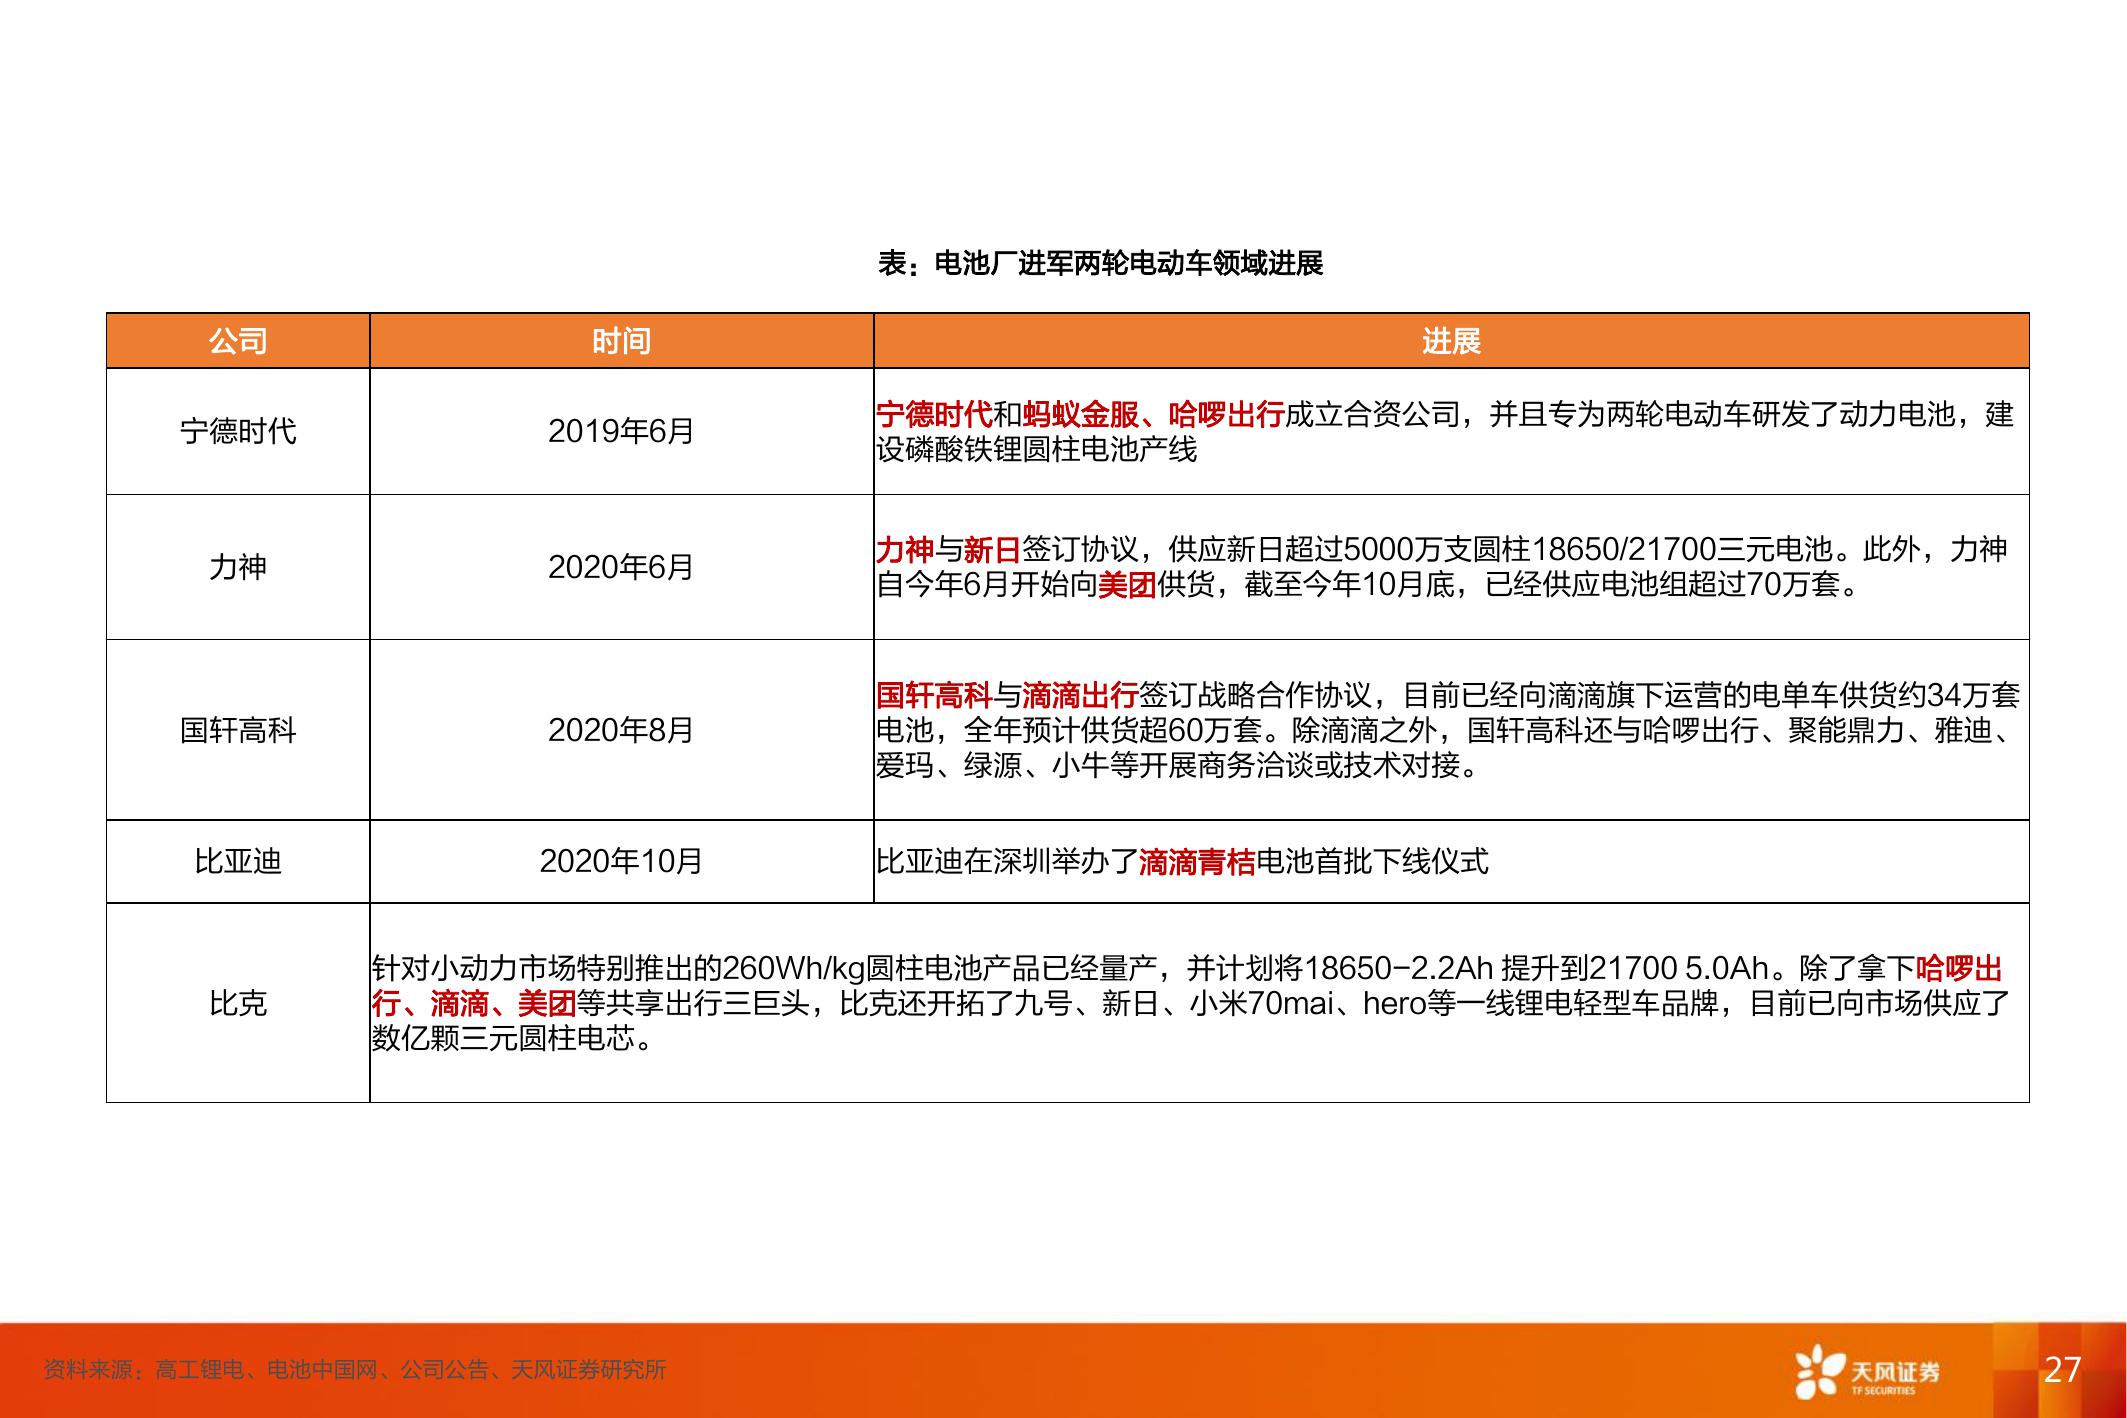 表：电池厂进军两轮电动车领域进展
公司 时间 进展
宁德时代 2019年6月
宁德时代和蚂蚁金服、哈啰出行成立合资公司，并且专为两轮电动车研发了动力电池，建
设磷酸铁锂圆柱电池产线
力神 2020年6月
力神与新日签订协议，供应新日超过5000万支圆柱18650/21700三元电池。此外，力神
自今年6月开始向美团供货，截至今年10月底，已经供应电池组超过70万套。
国轩高科 2020年8月
国轩高科与滴滴出行签订战略合作协议，目前已经向滴滴旗下运营的电单车供货约34万套
电池，全年预计供货超60万套。除滴滴之外，国轩高科还与哈啰出行、聚能鼎力、雅迪、
爱玛、绿源、小牛等开展商务洽谈或技术对接。
比亚迪 2020年10月 比亚迪在深圳举办了滴滴青桔电池首批下线仪式
比克
针对小动力市场特别推出的260Wh/kg圆柱电池产品已经量产，并计划将18650-2.2Ah 提升到21700 5.0Ah。除了拿下哈啰出
行、滴滴、美团等共享出行三巨头，比克还开拓了九号、新日、小米70mai、hero等一线锂电轻型车品牌，目前已向市场供应了
数亿颗三元圆柱电芯。
资料来源：高工锂电、电池中国网、公司公告、天风证券研究所
天风证券
TF SECURITIES
27